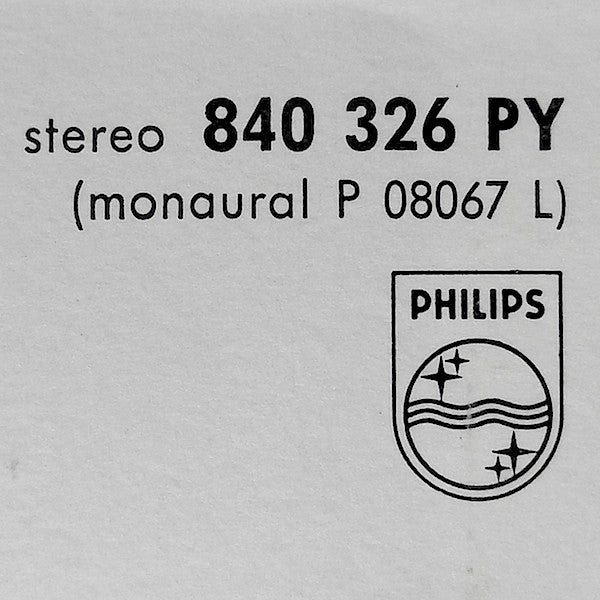 stereo 840 326 PY
(monaural P 08067 L)
PHILIPS